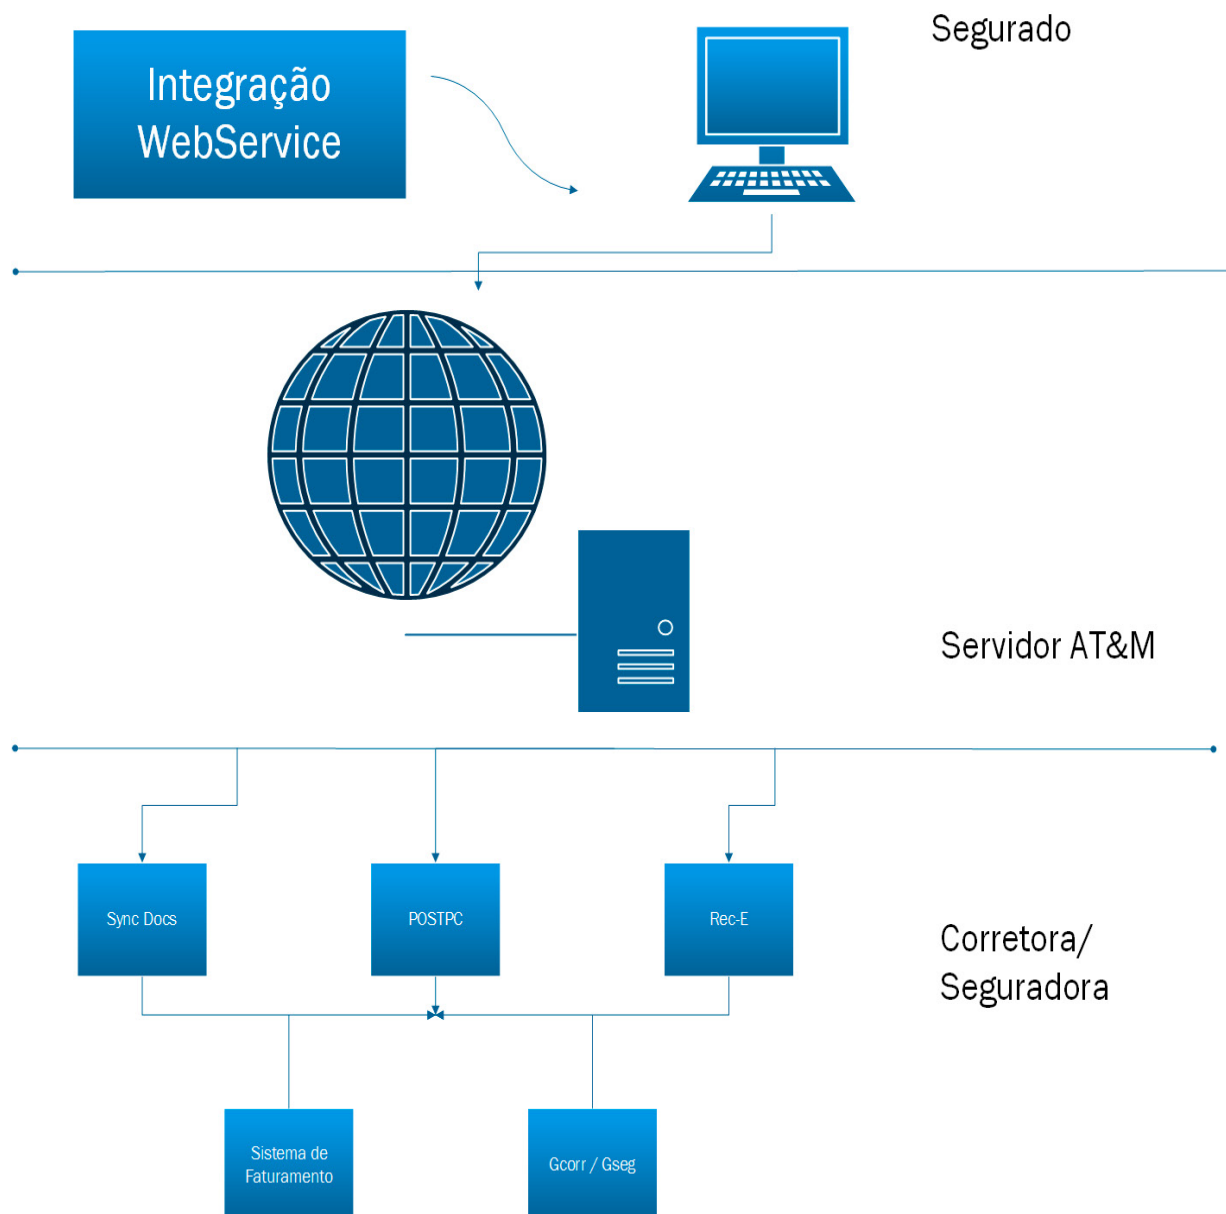 Segurado
Integração
WebService
Servidor AT&M
Sync Docs
POSTPC
Rec-E
Corretora/
Seguradora
Sistema de
Faturamento
Gcorr / Gseg